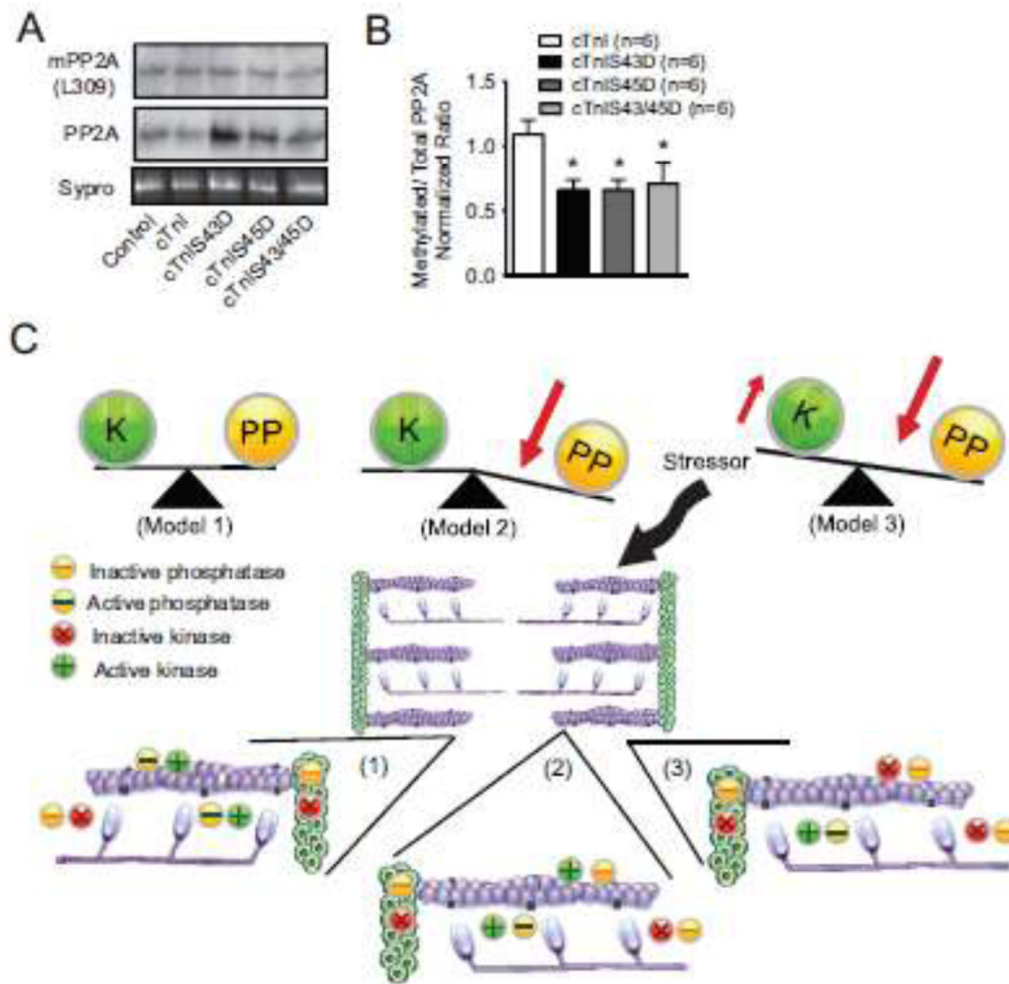 A
mPP2A
(L309)
PP2A
Sypro
Control
cTnI
cTnIS43D
cTnIS45D
cTnIS43/45D
B
cTnI (n=6)
cTnIS43D (n=6)
cTnIS45D (n=6)
cTnIS43/45D (n=6)
Methylated/ Total PP2A
Normalized Ratio
1.5
1.0
0.5
0.0
* * *
C
K PP
(Model 1)
K PP
(Model 2)
Stressor
K PP
(Model 3)
Inactive phosphatase
Active phosphatase
Inactive kinase
Active kinase
(1)
(2)
(3)